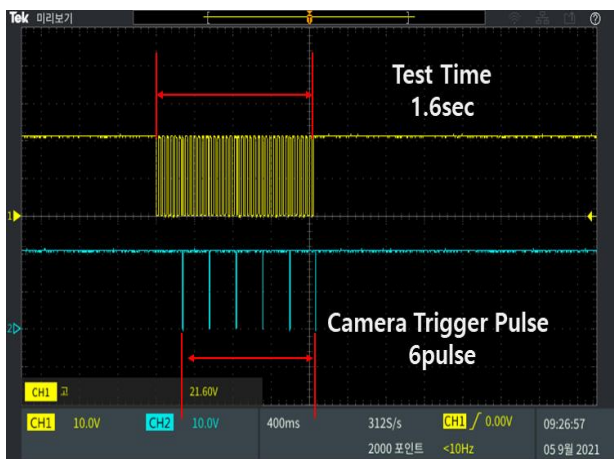 Tek 미리보기
Test Time
1.6sec
1
2
Camera Trigger Pulse
6pulse
CH1 고 21.60V
CH1 10.0V CH2 10.0V 400ms 312S/s CH1 0.00V 09:26:57
2000 포인트 <10Hz 05 9월 2021